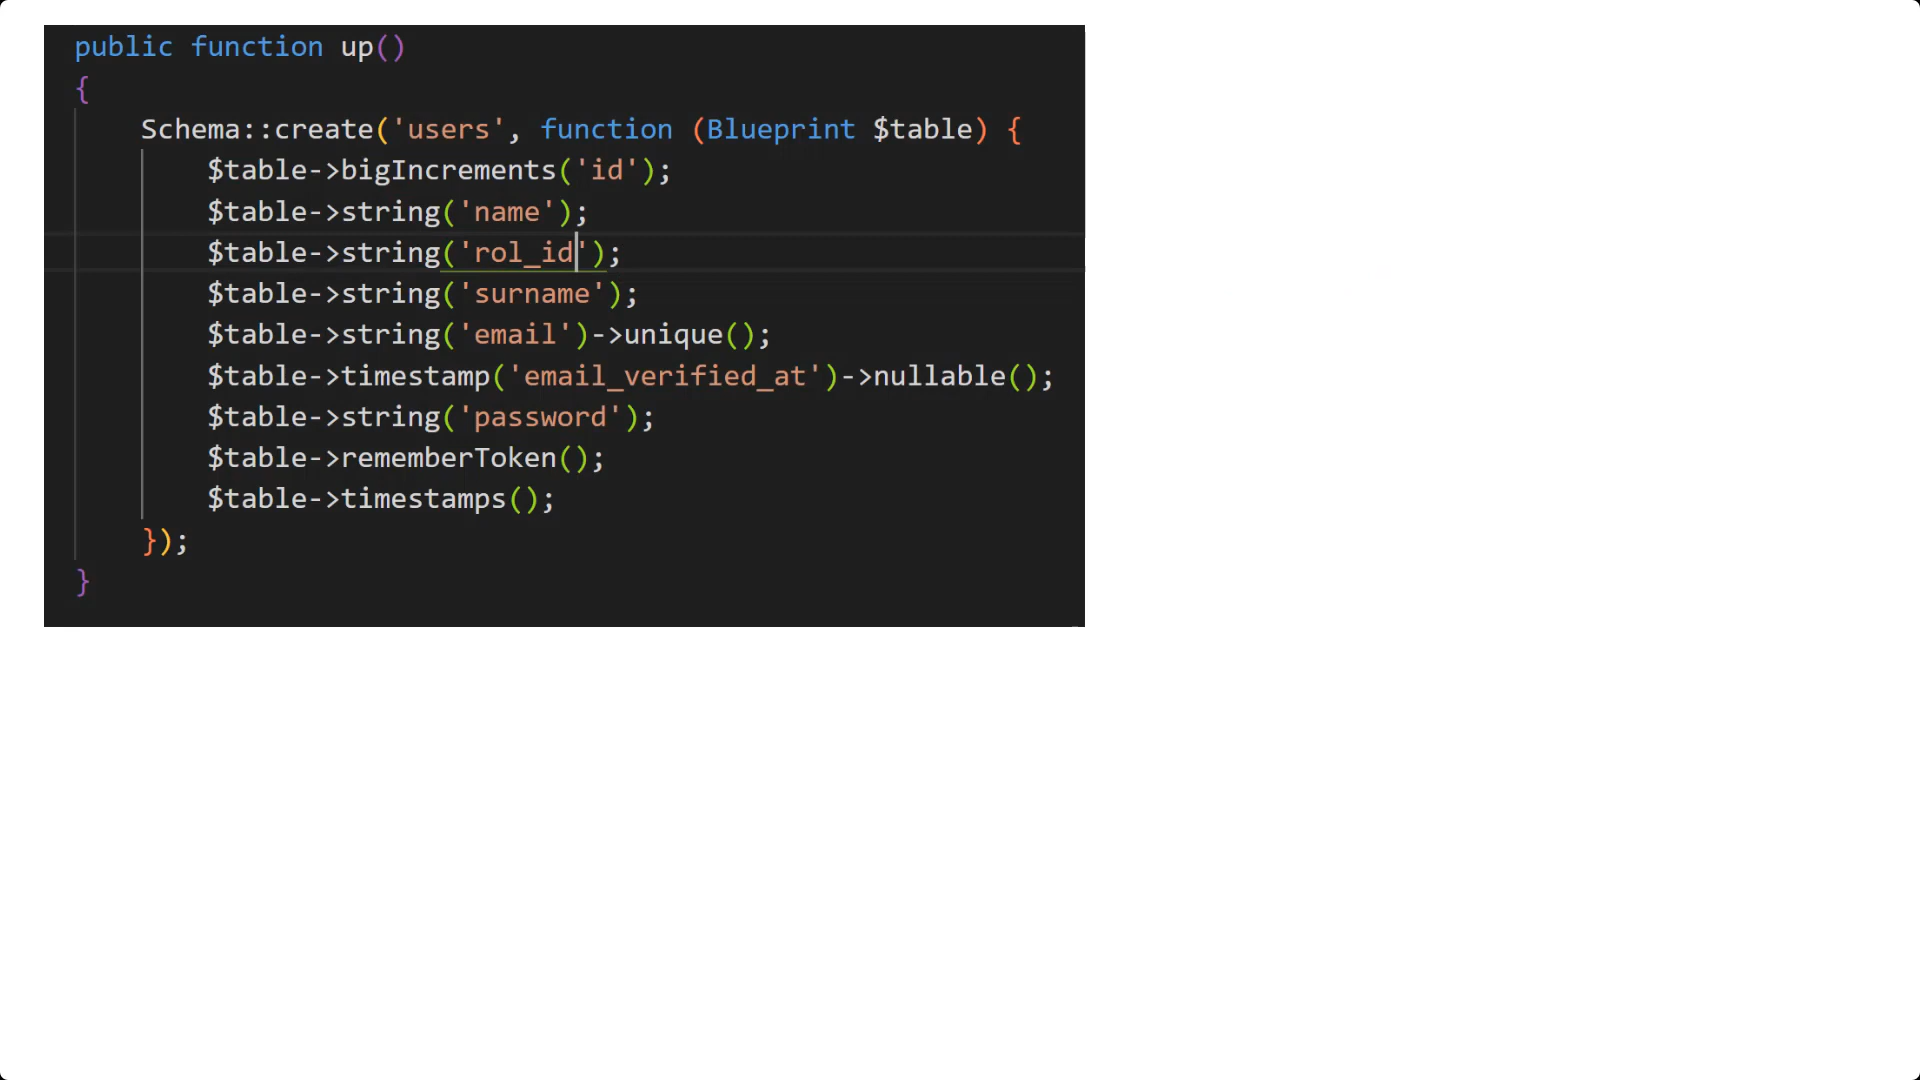 public function up()
{
Schema::create('users', function (Blueprint $table) {
$table->bigIncrements('id');
$table->string('name');
$table->string('rol_id');
$table->string('surname');
$table->string('email')->unique();
$table->timestamp('email_verified_at')->nullable();
$table->string('password');
$table->rememberToken();
$table->timestamps();
});
}